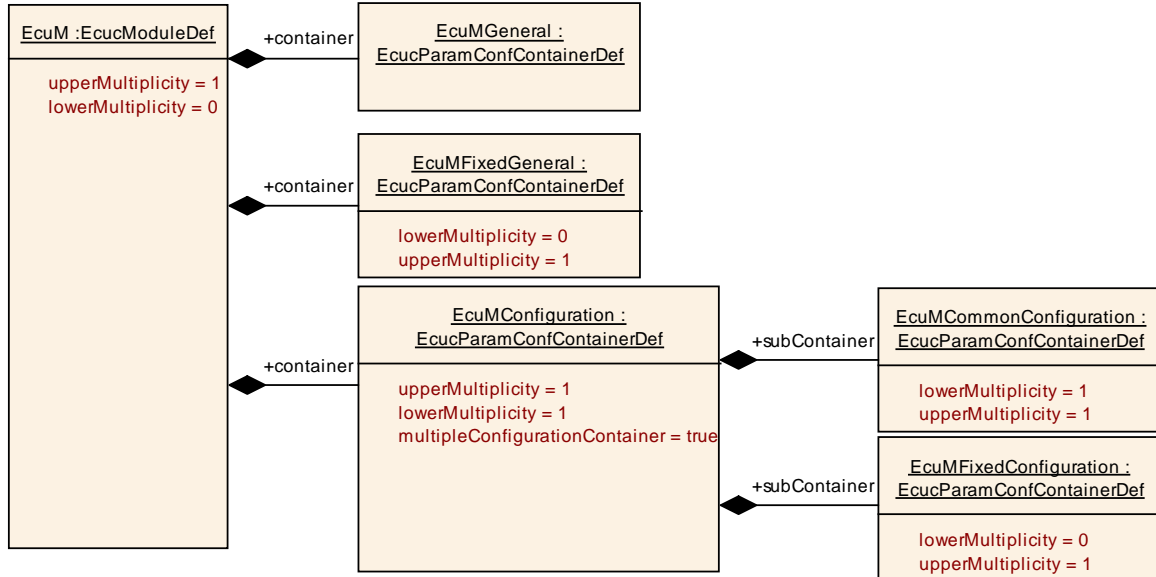 EcuM :EcucModuleDef
upperMultiplicity = 1
lowerMultiplicity = 0
+container
EcuMGeneral :
EcucParamConfContainerDef
+container
EcuMFixedGeneral :
EcucParamConfContainerDef
lowerMultiplicity = 0
upperMultiplicity = 1
+container
EcuMConfiguration :
EcucParamConfContainerDef
upperMultiplicity = 1
lowerMultiplicity = 1
multipleConfigurationContainer = true
+subContainer
EcuMCommonConfiguration :
EcucParamConfContainerDef
lowerMultiplicity = 1
upperMultiplicity = 1
+subContainer
EcuMFixedConfiguration :
EcucParamConfContainerDef
lowerMultiplicity = 0
upperMultiplicity = 1